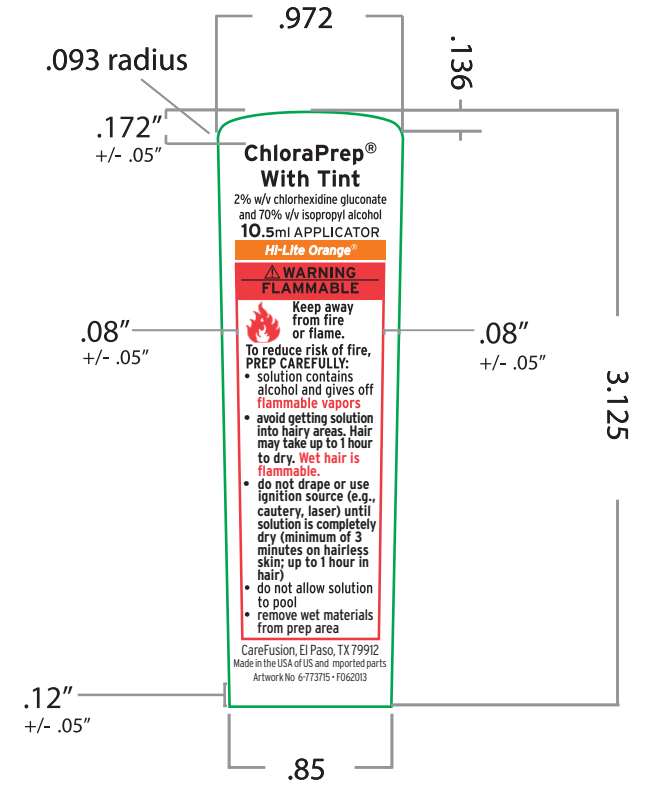 .972
.093 radius
.136
.172”
+/- .05”
ChloraPrep®
With Tint
2% w/v chlorhexidine gluconate
and 70% v/v isopropyl alcohol
10.5ml APPLICATOR
Hi-Lite Orange®
WARNING
FLAMMABLE
Keep away
from fire
or flame.
.08”
+/- .05”
.08”
+/- .05”
3.125
To reduce risk of fire,
PREP CAREFULLY:
• solution contains
alcohol and gives off
flammable vapors
• avoid getting solution
into hairy areas. Hair
may take up to 1 hour
to dry. Wet hair is
flammable.
• do not drape or use
ignition source (e.g.,
cautery, laser) until
solution is completely
dry (minimum of 3
minutes on hairless
skin; up to 1 hour in
hair)
• do not allow solution
to pool
• remove wet materials
from prep area
CareFusion, El Paso, TX 79912
Made in the USA of US and mported parts
Artwork No 6-773715 • F062013
.12”
+/- .05”
.85